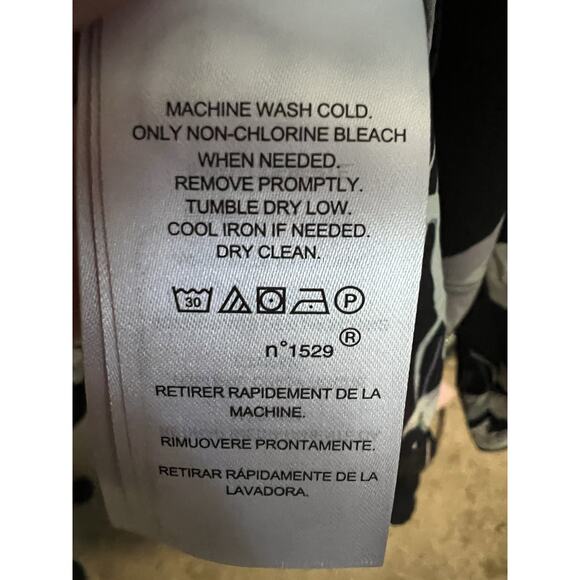 MACHINE WASH COLD.
ONLY NON-CHLORINE BLEACH
WHEN NEEDED.
REMOVE PROMPTLY.
TUMBLE DRY LOW.
COOL IRON IF NEEDED.
DRY CLEAN.
30 P
n°1529 ®
RETIRER RAPIDEMENT DE LA
MACHINE.
RIMUOVERE PRONTAMENTE.
RETIRAR RÁPIDAMENTE DE LA
LAVADORA.